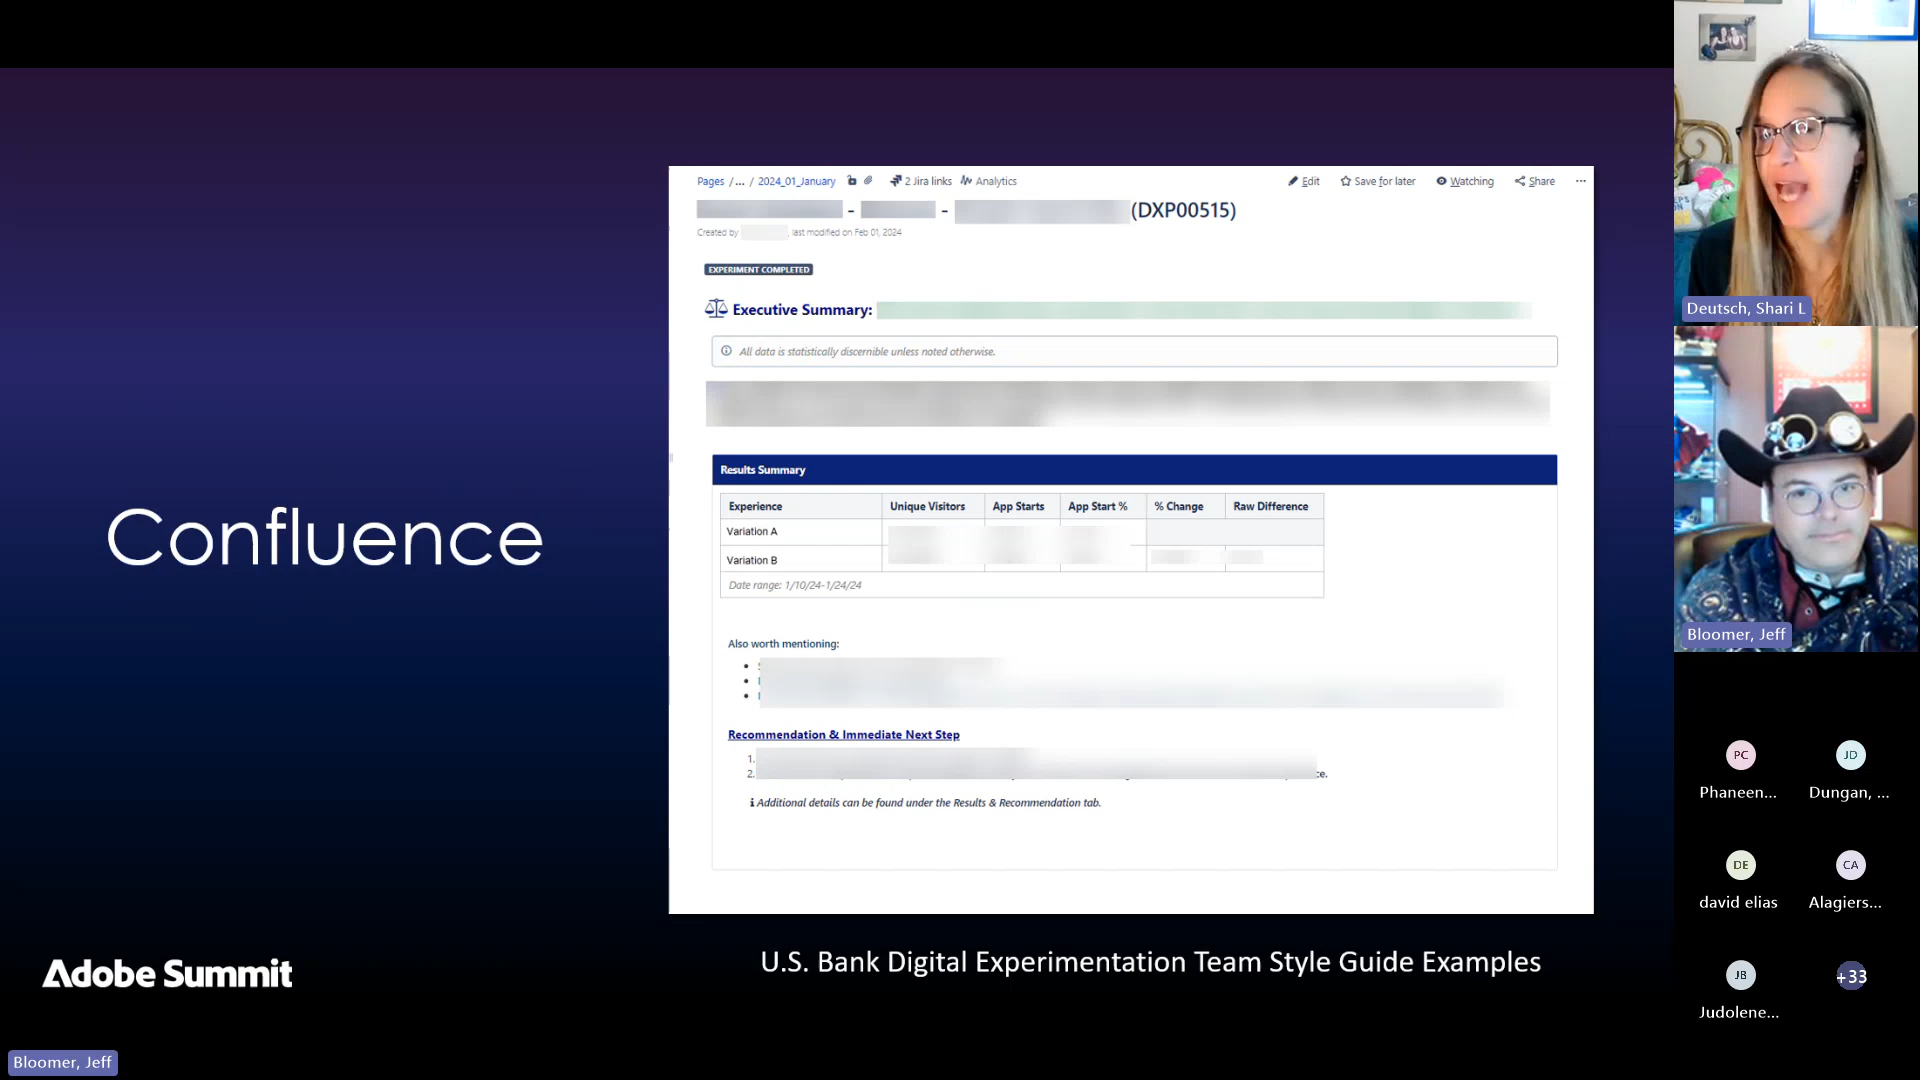 Confluence
Adobe Summit
Bloomer, Jeff
Pages /... / 2024_01_January 2 Jira links Analytics Edit Save for later Watching Share ...
- - (DXP00515)
Created by , last modified on Feb 01, 2024
EXPERIMENT COMPLETED
Executive Summary:
All data is statistically discernible unless noted otherwise.
Results Summary
Experience Unique Visitors App Starts App Start % % Change Raw Difference
Variation A
Variation B
Date range: 1/10/24-1/24/24
Also worth mentioning:
Recommendation & Immediate Next Step
1.
2.
Additional details can be found under the Results & Recommendation tab.
U.S. Bank Digital Experimentation Team Style Guide Examples
Deutsch, Shari L
Bloomer, Jeff
PC JD
Phaneen... Dungan, ...
DE CA
david elias Alagiers...
JB +33
Judolene...